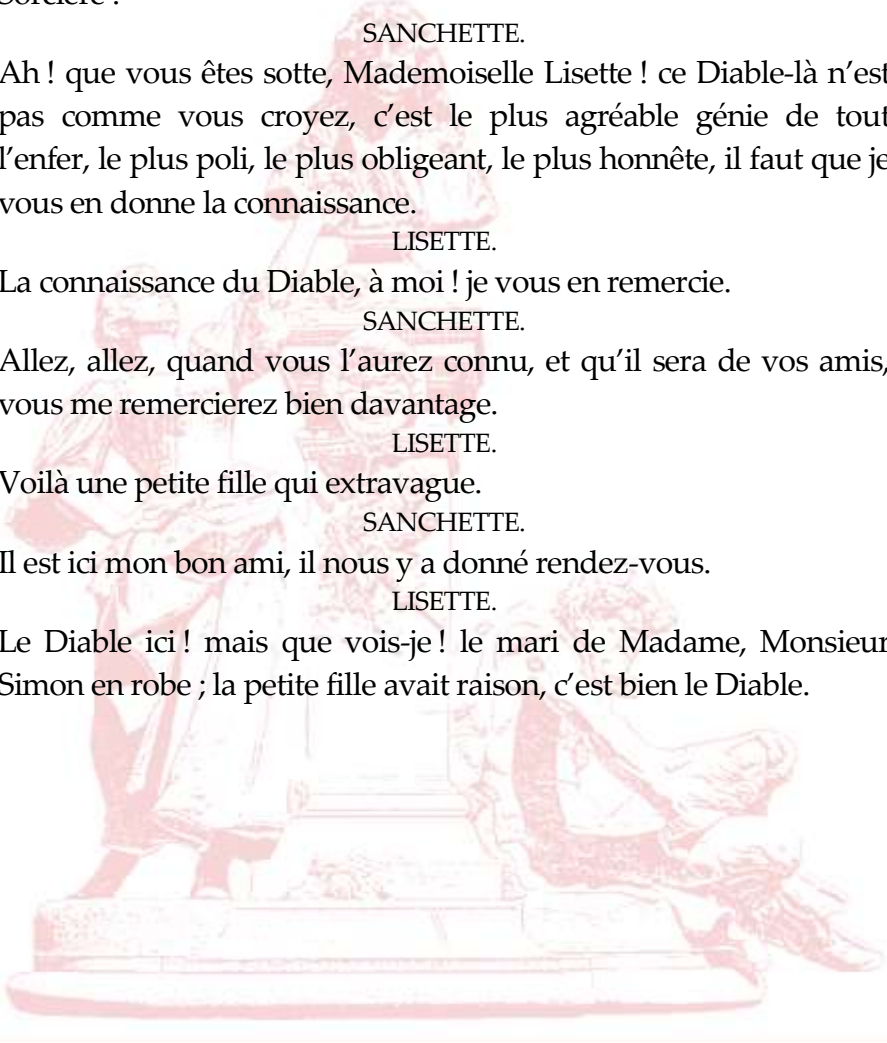 Sorcière !
SANCHETTE.
Ah ! que vous êtes sotte, Mademoiselle Lisette ! ce Diable-là n’est
pas comme vous croyez, c’est le plus agréable génie de tout
l’enfer, le plus poli, le plus obligeant, le plus honnête, il faut que je
vous en donne la connaissance.
LISETTE.
La connaissance du Diable, à moi ! je vous en remercie.
SANCHETTE.
Allez, allez, quand vous l’aurez connu, et qu’il sera de vos amis,
vous me remercierez bien davantage.
LISETTE.
Voilà une petite fille qui extravague.
SANCHETTE.
Il est ici mon bon ami, il nous y a donné rendez-vous.
LISETTE.
Le Diable ici ! mais que vois-je ! le mari de Madame, Monsieur
Simon en robe ; la petite fille avait raison, c’est bien le Diable.